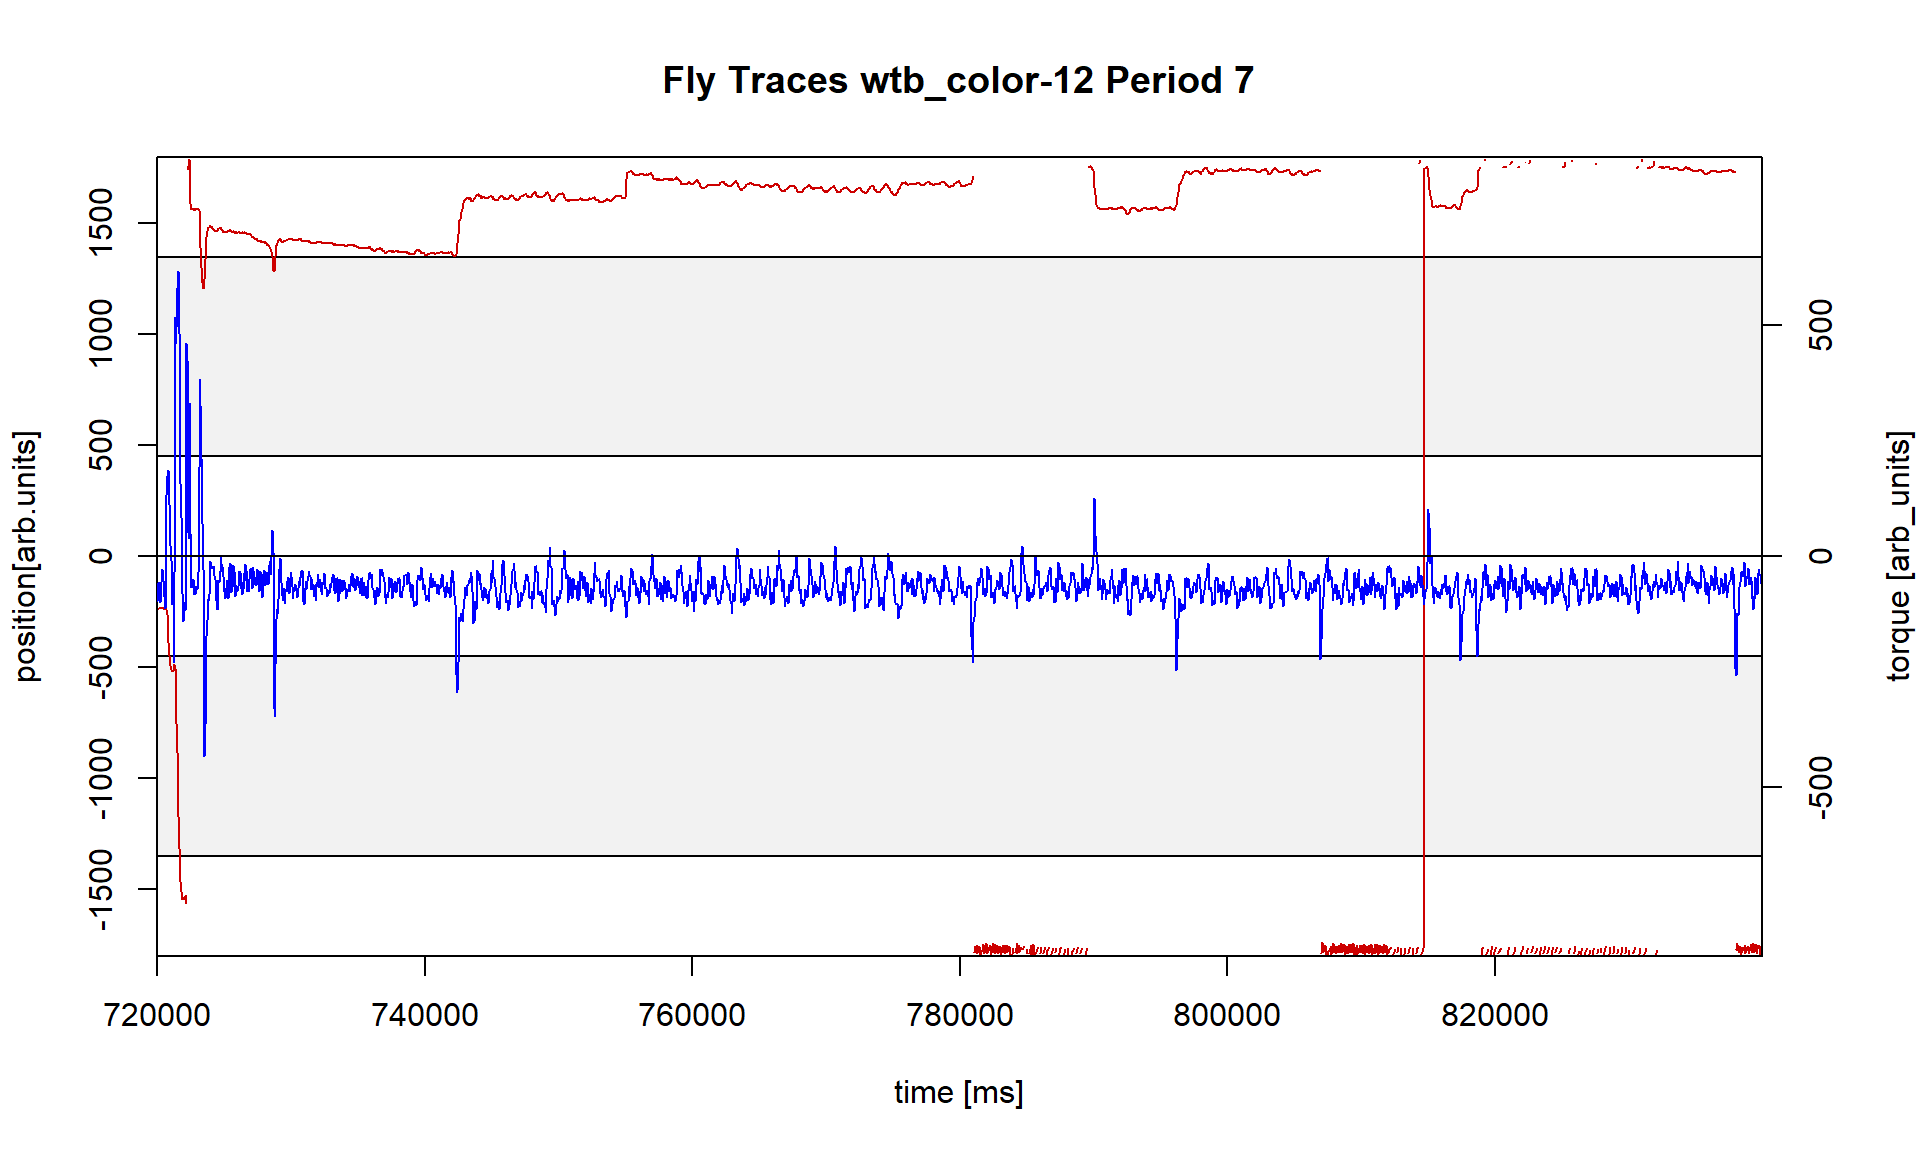 Fly Traces wtb_color-12 Period 7
position[arb.units]
1500
1000
500
0
-500
-1000
-1500
500
0
-500
torque [arb_units]
720000 740000 760000 780000 800000 820000
time [ms]